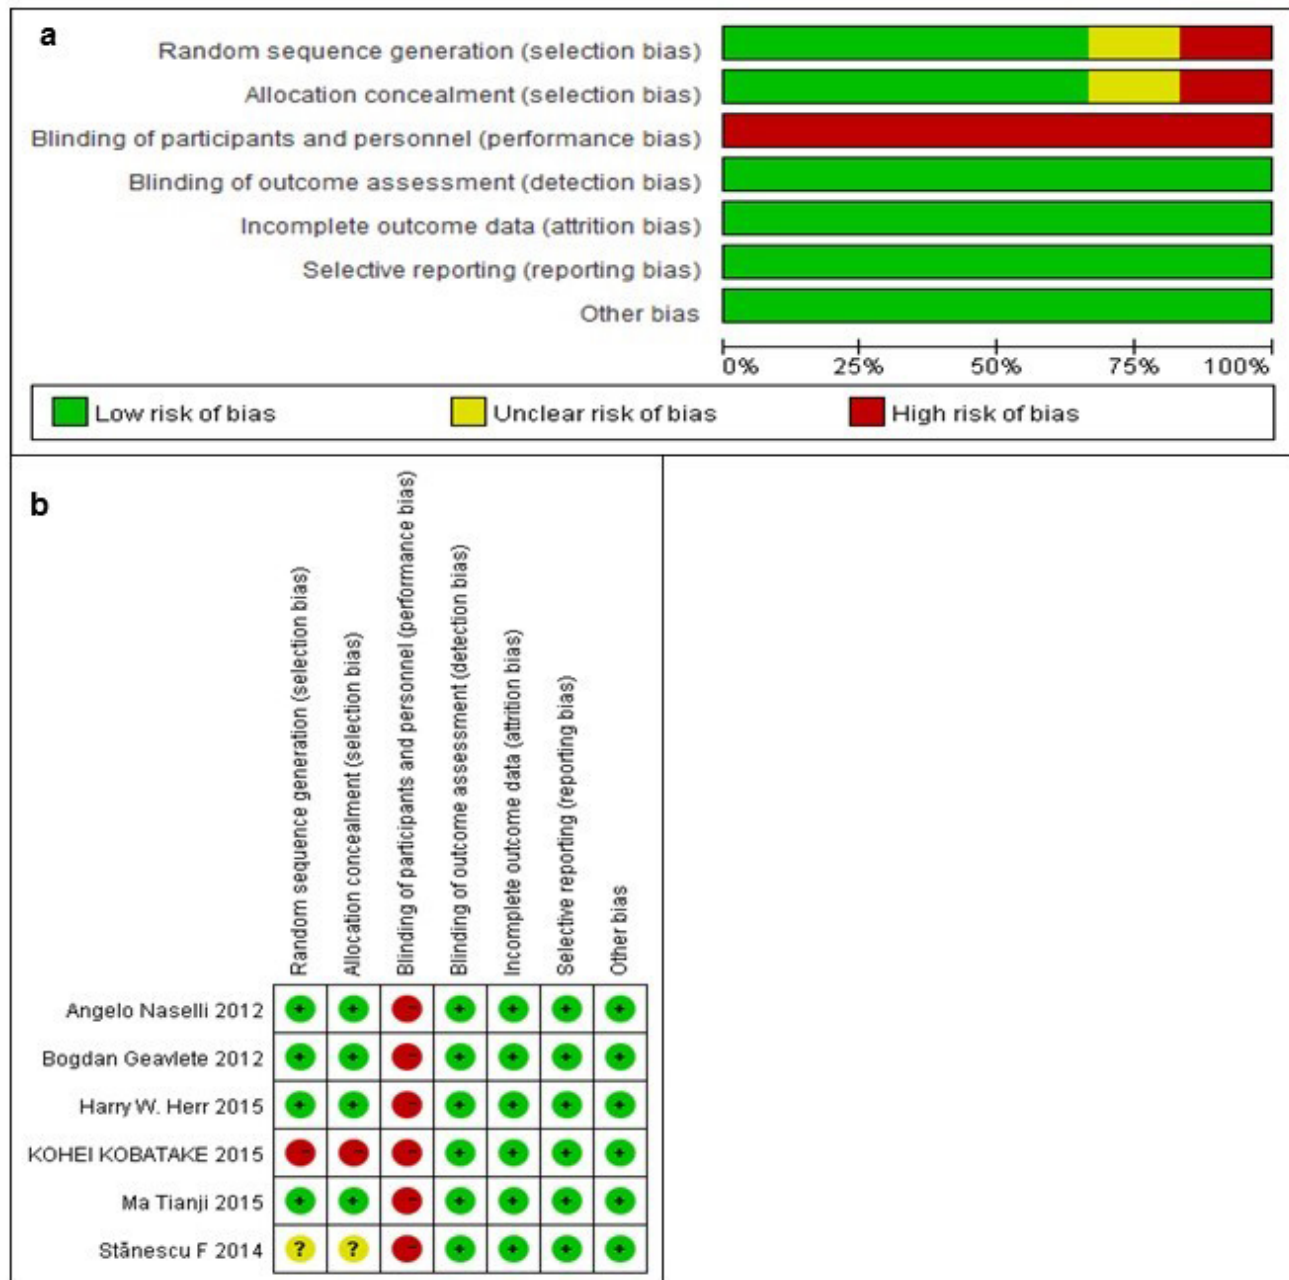 a
Random sequence generation (selection bias)
Allocation concealment (selection bias)
Blinding of participants and personnel (performance bias)
Blinding of outcome assessment (detection bias)
Incomplete outcome data (attrition bias)
Selective reporting (reporting bias)
Other bias
0% 25% 50% 75% 100%
Low risk of bias Unclear risk of bias High risk of bias
b
Random sequence generation (selection bias)
Allocation concealment (selection bias)
Blinding of participants and personnel (performance bias)
Blinding of outcome assessment (detection bias)
Incomplete outcome data (attrition bias)
Selective reporting (reporting bias)
Other bias
Angelo Naselli 2012 + + - + + + +
Bogdan Geavlete 2012 + + - + + + +
Harry W. Herr 2015 + + - + + + +
KOHEI KOBATAKE 2015 - - - + + + +
Ma Tianji 2015 + + - + + + +
Stănescu F 2014 ? ? - + + + +